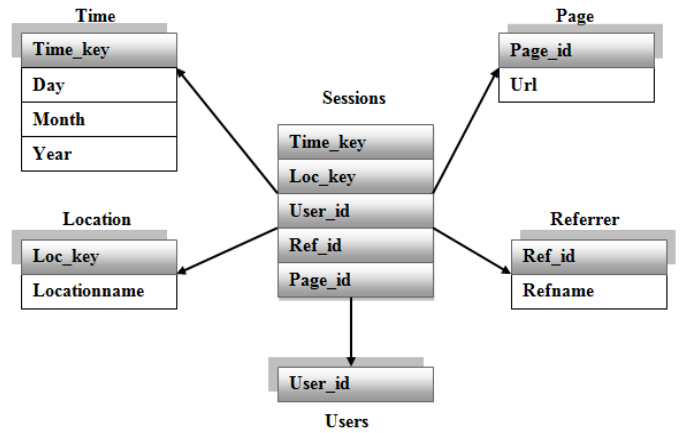 Time
Time_key
Day
Month
Year
Page
Page_id
Url
Sessions
Time_key
Loc_key
User_id
Ref_id
Page_id
Location
Loc_key
Locationname
Referrer
Ref_id
Refname
User_id
Users